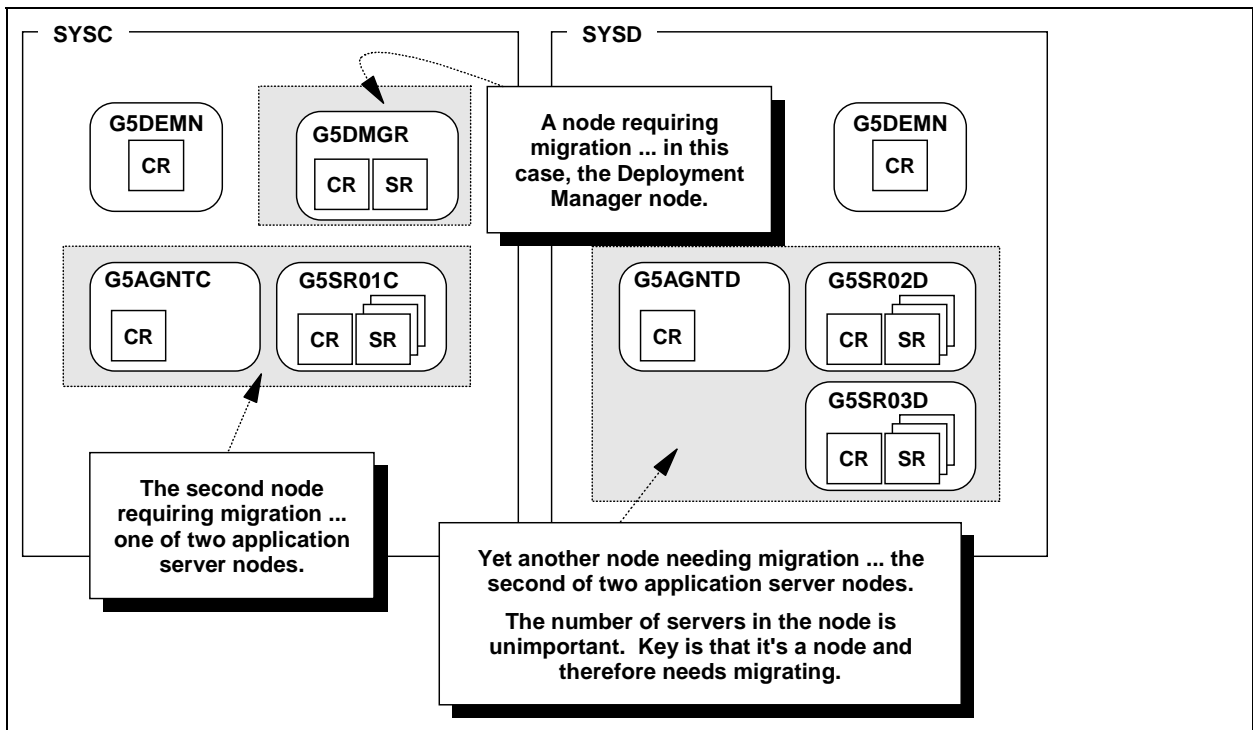 SYSC
SYSD
G5DEMN
CR
G5DMGR
CR SR
A node requiring
migration ... in this
case, the Deployment
Manager node.
G5DEMN
CR
G5AGNTC
CR
G5SR01C
CR SR
G5AGNTD
CR
G5SR02D
CR SR
G5SR03D
CR SR
The second node
requiring migration ...
one of two application
server nodes.
Yet another node needing migration ... the
second of two application server nodes.
The number of servers in the node is
unimportant. Key is that it's a node and
therefore needs migrating.